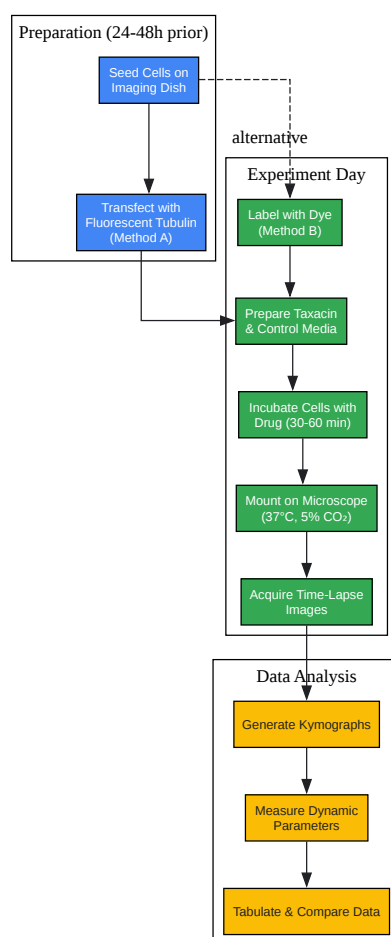 Preparation (24-48h prior)
Seed Cells on
Imaging Dish
alternative
Transfect with
Fluorescent Tubulin
(Method A)
Experiment Day
Label with Dye
(Method B)
Prepare Taxacin
& Control Media
Incubate Cells with
Drug (30-60 min)
Mount on Microscope
(37°C, 5% CO₂)
Acquire Time-Lapse
Images
Data Analysis
Generate Kymographs
Measure Dynamic
Parameters
Tabulate & Compare Data